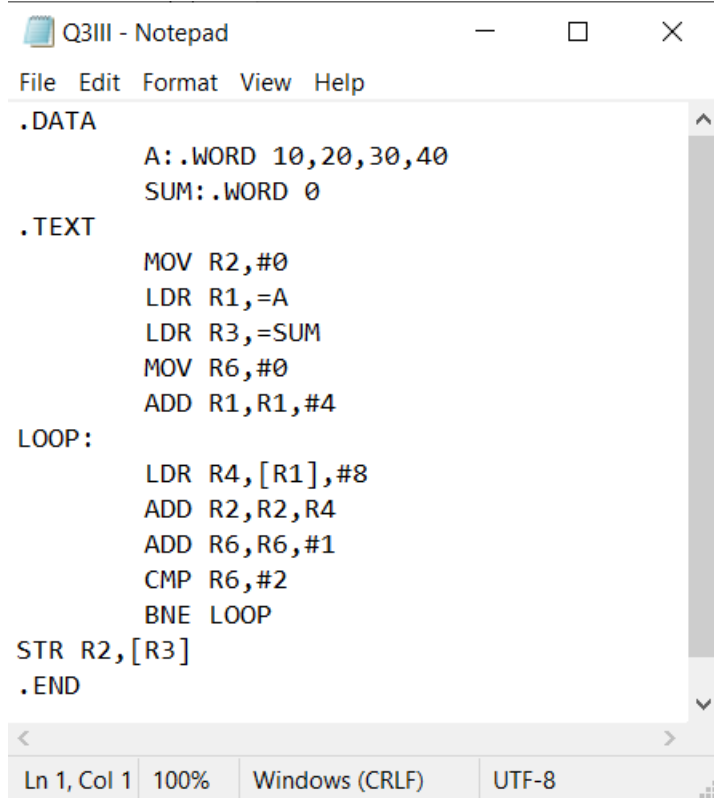 Q3III - Notepad
File Edit Format View Help
.DATA
A:.WORD 10,20,30,40
SUM:.WORD 0
.TEXT
MOV R2,#0
LDR R1,=A
LDR R3,=SUM
MOV R6,#0
ADD R1,R1,#4
LOOP:
LDR R4,[R1],#8
ADD R2,R2,R4
ADD R6,R6,#1
CMP R6,#2
BNE LOOP
STR R2,[R3]
.END
Ln 1, Col 1 100% Windows (CRLF) UTF-8